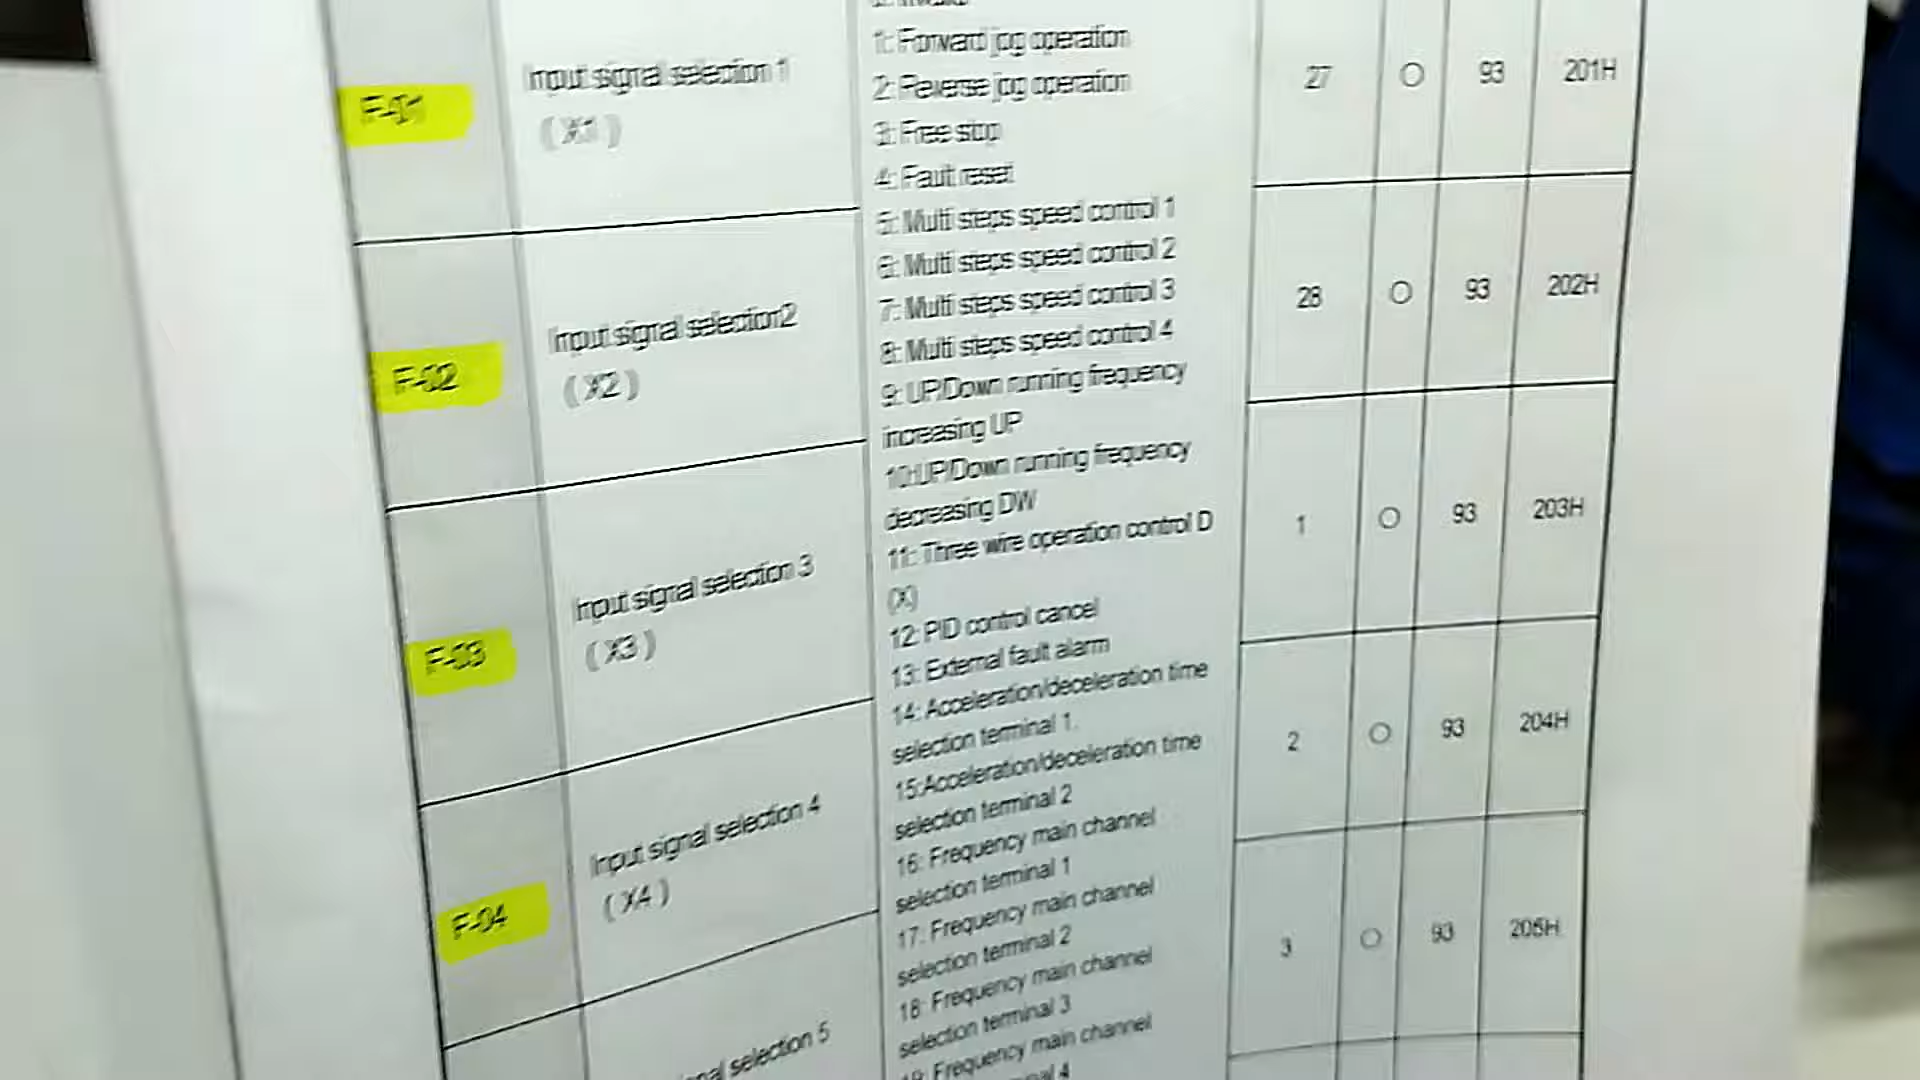 F-01
Input signal selection 1
( X1 )
F-02
Input signal selection2
( X2 )
F-03
Input signal selection 3
( X3 )
F-04
Input signal selection 4
( X4 )
selection 5
1: Forward jog operation
2: Reverse jog operation
3: Free stop
4: Fault reset
5: Multi steps speed control 1
6: Multi steps speed control 2
7: Multi steps speed control 3
8: Multi steps speed control 4
9: UP/Down running frequency
increasing UP
10:UP/Down running frequency
decreasing DW
11: Three wire operation control D
(X)
12: PID control cancel
13: External fault alarm
14: Acceleration/deceleration time
selection terminal 1.
15:Acceleration/deceleration time
selection terminal 2
16: Frequency main channel
selection terminal 1
17: Frequency main channel
selection terminal 2
18: Frequency main channel
selection terminal 3
19: Frequency main channel
4
27 ○ 93 201H
28 ○ 93 202H
1 ○ 93 203H
2 ○ 93 204H
3 ○ 93 205H